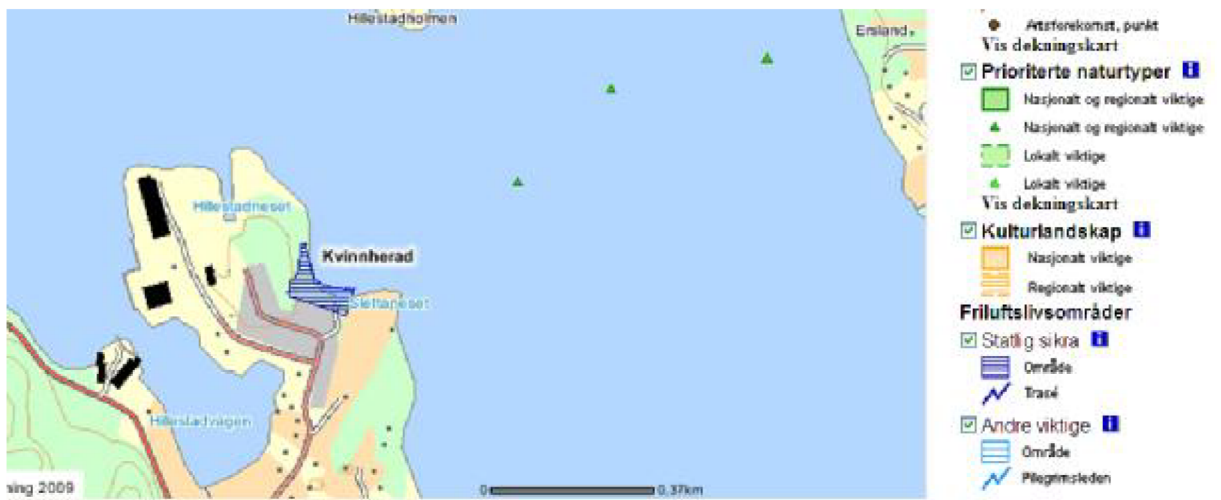 Hillestadholmen
Ersland
Hillestadneset
Kvinnherad
Slettaneset
Hillestadvågen
ning 2009
0
0,37km
Artsforekomst, punkt
Vis dekningskart
Prioriterte naturtyper i
Nasjonalt og regionalt viktige
Nasjonalt og regionalt viktige
Lokalt viktige
Lokalt viktige
Vis dekningskart
Kulturlandskap i
Nasjonalt viktige
Regionalt viktige
Friluftslivsområder
Statlig sikra i
Område
Trasé
Andre viktige i
Område
Pilegrimsleden